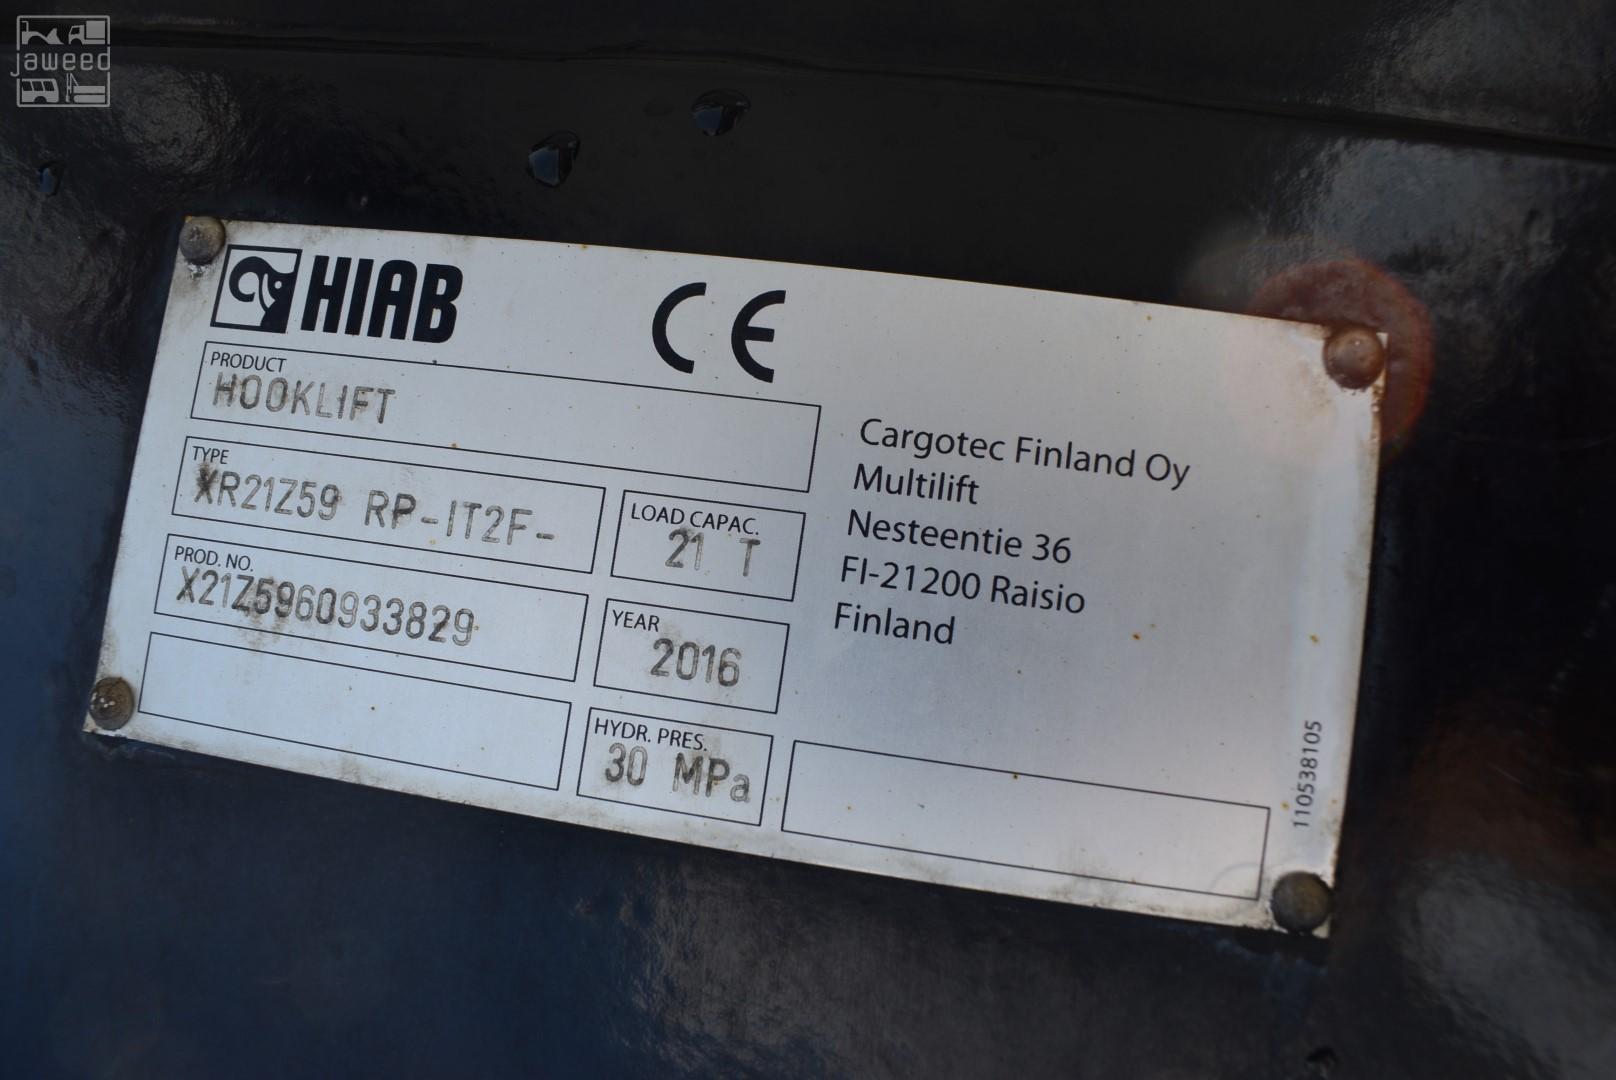 jaweed
HIAB
CE
PRODUCT
HOOKLIFT
TYPE
XR21Z59 RP-IT2F-
LOAD CAPAC.
21 T
PROD. NO.
X21Z5960933829
YEAR
2016
HYDR. PRES.
30 MPa
Cargotec Finland Oy
Multilift
Nesteentie 36
FI-21200 Raisio
Finland
110538105